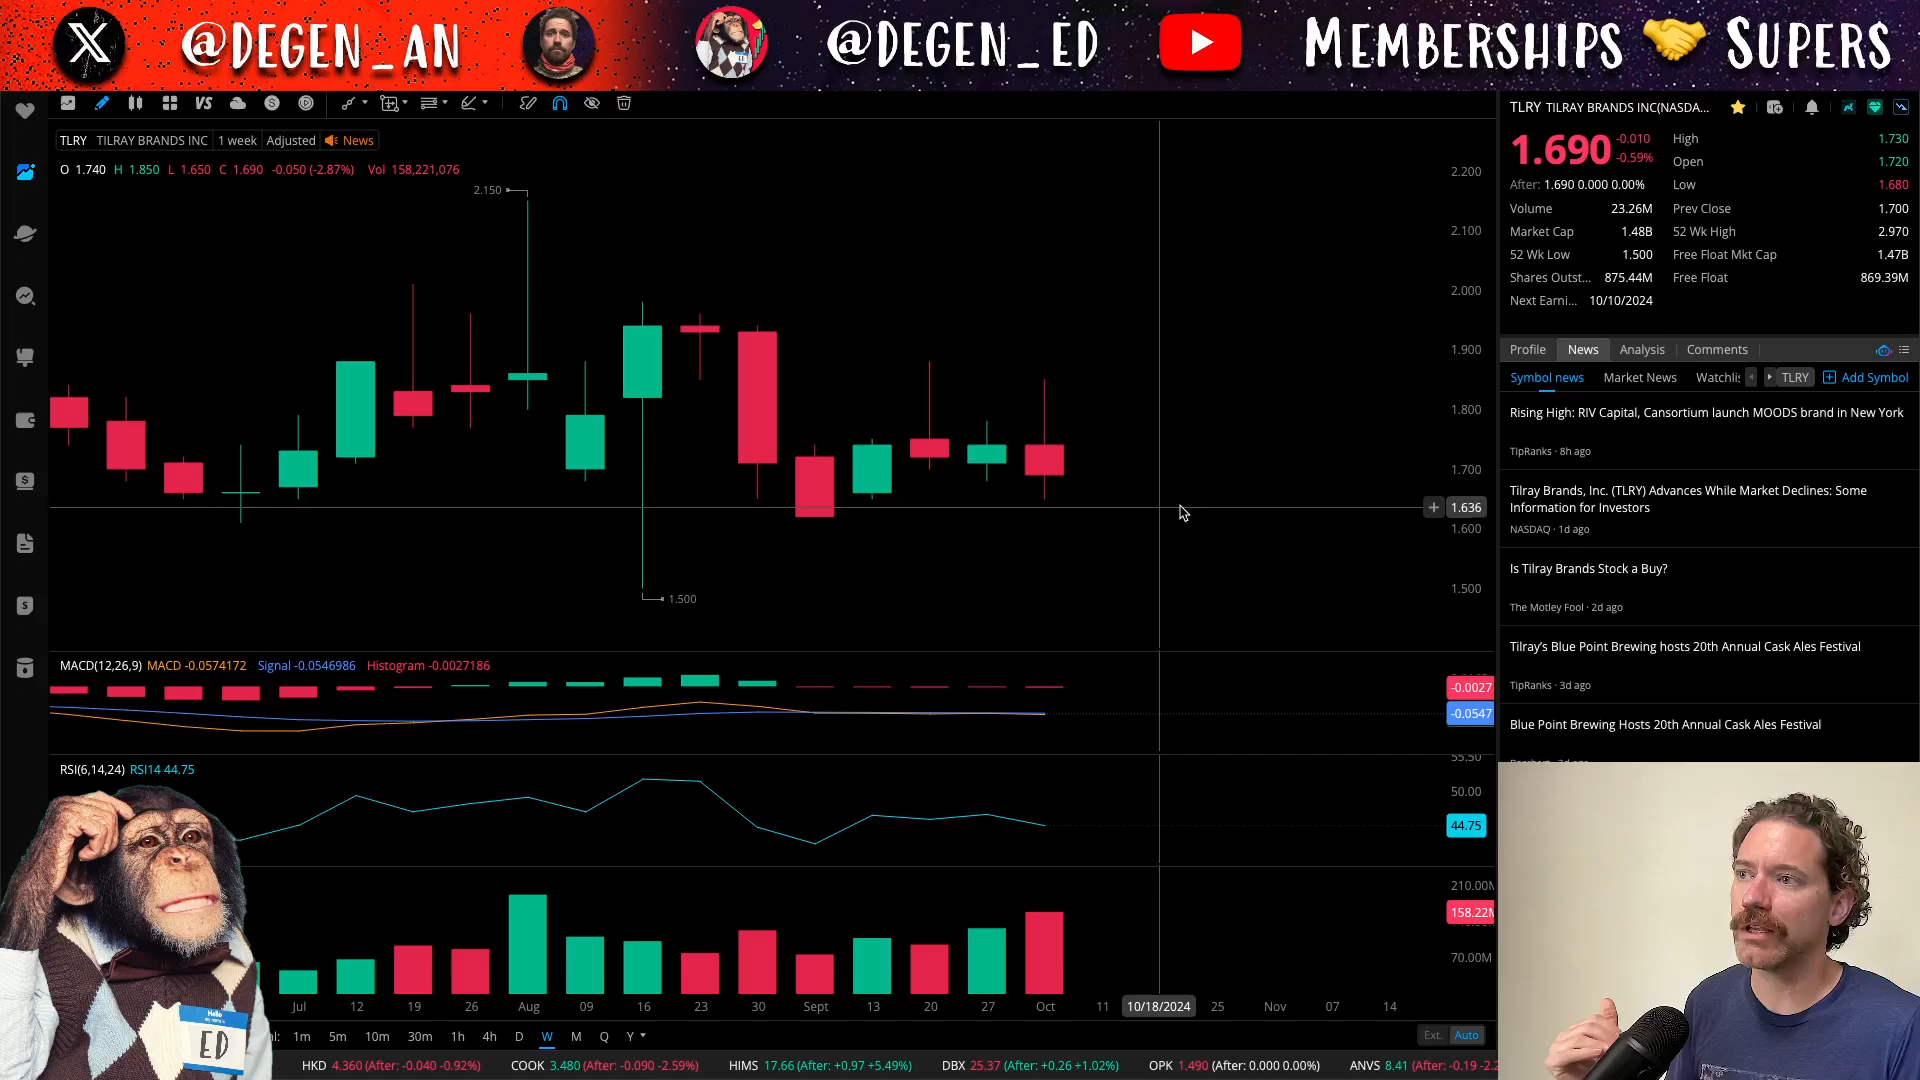 @DEGEN_AN @DEGEN_ED MEMBERSHIPS SUPERS
VS
TLRY TILRAY BRANDS INC 1 week Adjusted News
O 1.740 H 1.850 L 1.650 C 1.690 -0.050 (-2.87%) Vol 158,221,076
2.150
1.500
2.200
2.100
2.000
1.900
1.800
1.700
1.636
1.600
1.500
MACD(12,26,9) MACD -0.0574172 Signal -0.0546986 Histogram -0.0027186
-0.0027
-0.0547
RSI(6,14,24) RSI14 44.75
55.50
50.00
44.75
210.00M
158.22M
70.00M
Jul 12 19 26 Aug 09 16 23 30 Sept 13 20 27 Oct 11 10/18/2024 25 Nov 07 14
1m 5m 10m 30m 1h 4h D W M Q Y
Ext. Auto
HKD 4.360 (After: -0.040 -0.92%) COOK 3.480 (After: -0.090 -2.59%) HIMS 17.66 (After: +0.97 +5.49%) DBX 25.37 (After: +0.26 +1.02%) OPK 1.490 (After: 0.000 0.00%) ANVS 8.41 (After: -0.19 -2.2
Hello
ED
TLRY TILRAY BRANDS INC(NASDA...
1.690 -0.010
-0.59%
High 1.730
Open 1.720
After: 1.690 0.000 0.00% Low 1.680
Volume 23.26M Prev Close 1.700
Market Cap 1.48B 52 Wk High 2.970
52 Wk Low 1.500 Free Float Mkt Cap 1.47B
Shares Outst... 875.44M Free Float 869.39M
Next Earni... 10/10/2024
Profile News Analysis Comments
Symbol news Market News Watchli TLRY Add Symbol
Rising High: RIV Capital, Cansortium launch MOODS brand in New York
TipRanks · 8h ago
Tilray Brands, Inc. (TLRY) Advances While Market Declines: Some
Information for Investors
NASDAQ · 1d ago
Is Tilray Brands Stock a Buy?
The Motley Fool · 2d ago
Tilray's Blue Point Brewing hosts 20th Annual Cask Ales Festival
TipRanks · 3d ago
Blue Point Brewing Hosts 20th Annual Cask Ales Festival